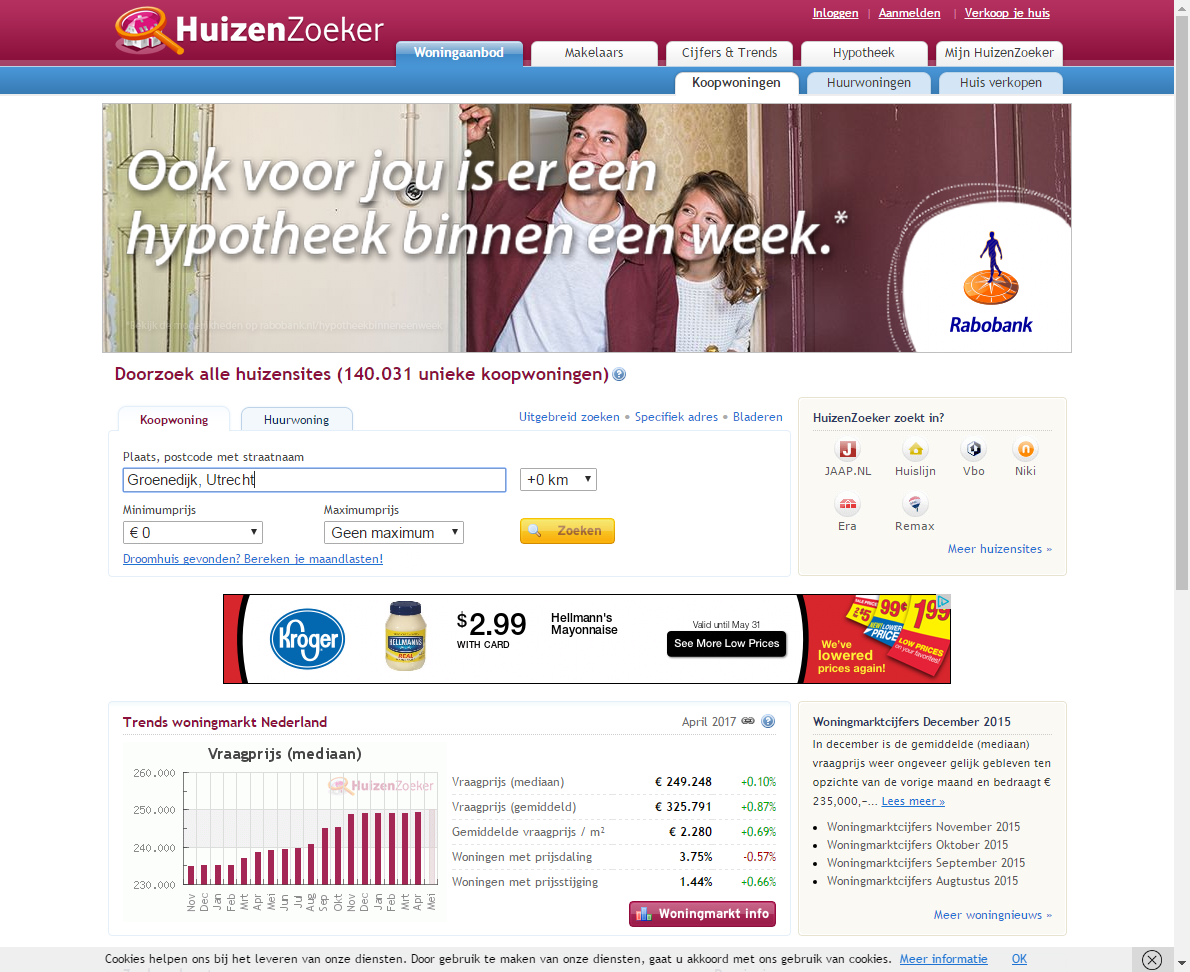 HuizenZoeker
Inloggen | Aanmelden | Verkoop je huis
Woningaanbod Makelaars Cijfers & Trends Hypotheek Mijn HuizenZoeker
Koopwoningen Huurwoningen Huis verkopen
Ook voor jou is er een
hypotheek binnen een week.*
*Bekijk de mogelijkheden op rabobank.nl/hypotheekbinneneenweek
Rabobank
Doorzoek alle huizensites (140.031 unieke koopwoningen)
Koopwoning Huurwoning
Uitgebreid zoeken • Specifiek adres • Bladeren
Plaats, postcode met straatnaam
Groenedijk, Utrecht +0 km
Minimumprijs Maximumprijs
€ 0 Geen maximum Zoeken
Droomhuis gevonden? Bereken je maandlasten!
HuizenZoeker zoekt in?
JAAP.NL Huislijn Vbo Niki
Era Remax
Meer huizensites »
Kroger
HELLMANN'S
REAL
$2.99
WITH CARD
Hellmann's
Mayonnaise
Valid until May 31
See More Low Prices
We've
lowered
prices again!
2 $5 99¢ 1.99
NEW! LOWER
PRICE
LOW PRICES
on your favorites!
Trends woningmarkt Nederland
April 2017
Vraagprijs (mediaan)
HuizenZoeker
260.000
250.000
240.000
230.000
Nov Dec Jan Feb Mrt Apr Mei Jun Jul Aug Sep Okt Nov Dec Jan Feb Mrt Apr Mei
Vraagprijs (mediaan) € 249.248 +0.10%
Vraagprijs (gemiddeld) € 325.791 +0.87%
Gemiddelde vraagprijs / m² € 2.280 +0.69%
Woningen met prijsdaling 3.75% -0.57%
Woningen met prijsstijging 1.44% +0.66%
Woningmarkt info
Woningmarktcijfers December 2015
In december is de gemiddelde (mediaan)
vraagprijs weer ongeveer gelijk gebleven ten
opzichte van de vorige maand en bedraagt €
235,000,-... Lees meer »
Woningmarktcijfers November 2015
Woningmarktcijfers Oktober 2015
Woningmarktcijfers September 2015
Woningmarktcijfers Augtustus 2015
Meer woningnieuws »
Cookies helpen ons bij het leveren van onze diensten. Door gebruik te maken van onze diensten, gaat u akkoord met ons gebruik van cookies. Meer informatie OK